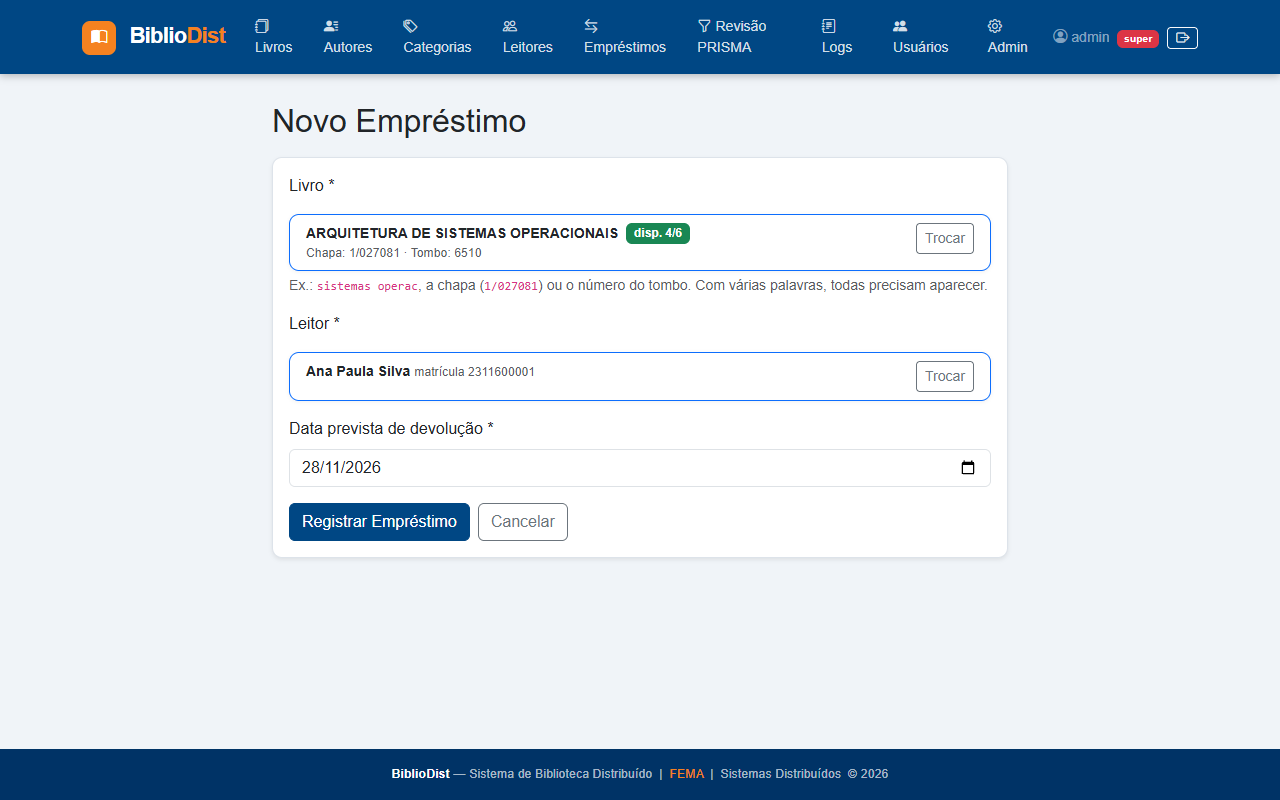 BiblioDist
Livros
Autores
Categorias
Leitores
Empréstimos
Revisão
PRISMA
Logs
Usuários
Admin
admin super
Novo Empréstimo
Livro *
ARQUITETURA DE SISTEMAS OPERACIONAIS disp. 4/6
Trocar
Chapa: 1/027081 · Tombo: 6510
Ex.: sistemas operac, a chapa (1/027081) ou o número do tombo. Com várias palavras, todas precisam aparecer.
Leitor *
Ana Paula Silva matrícula 2311600001
Trocar
Data prevista de devolução *
28/11/2026
Registrar Empréstimo
Cancelar
BiblioDist — Sistema de Biblioteca Distribuído | FEMA | Sistemas Distribuídos © 2026